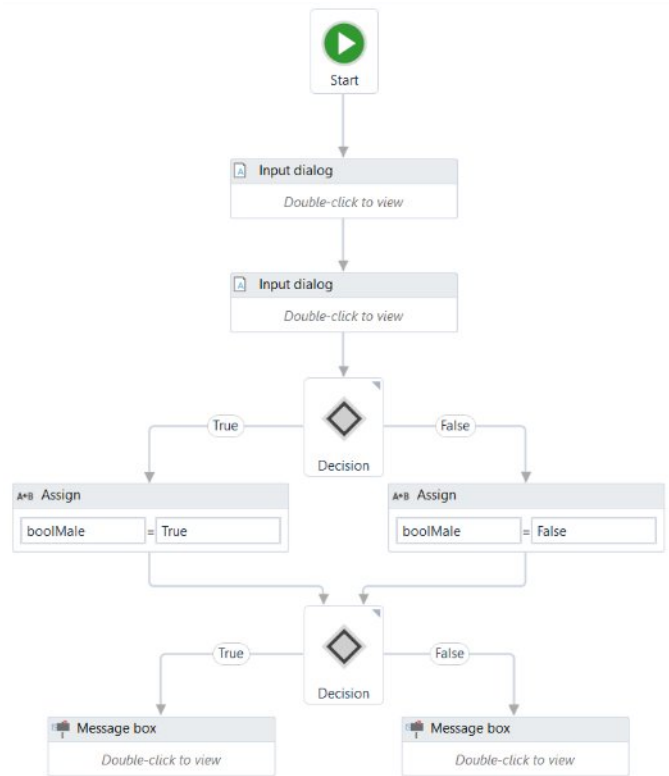 Start
Input dialog
Double-click to view
Input dialog
Double-click to view
True
False
Decision
A+B Assign
A+B Assign
boolMale = True
boolMale = False
True
False
Decision
Message box
Message box
Double-click to view
Double-click to view